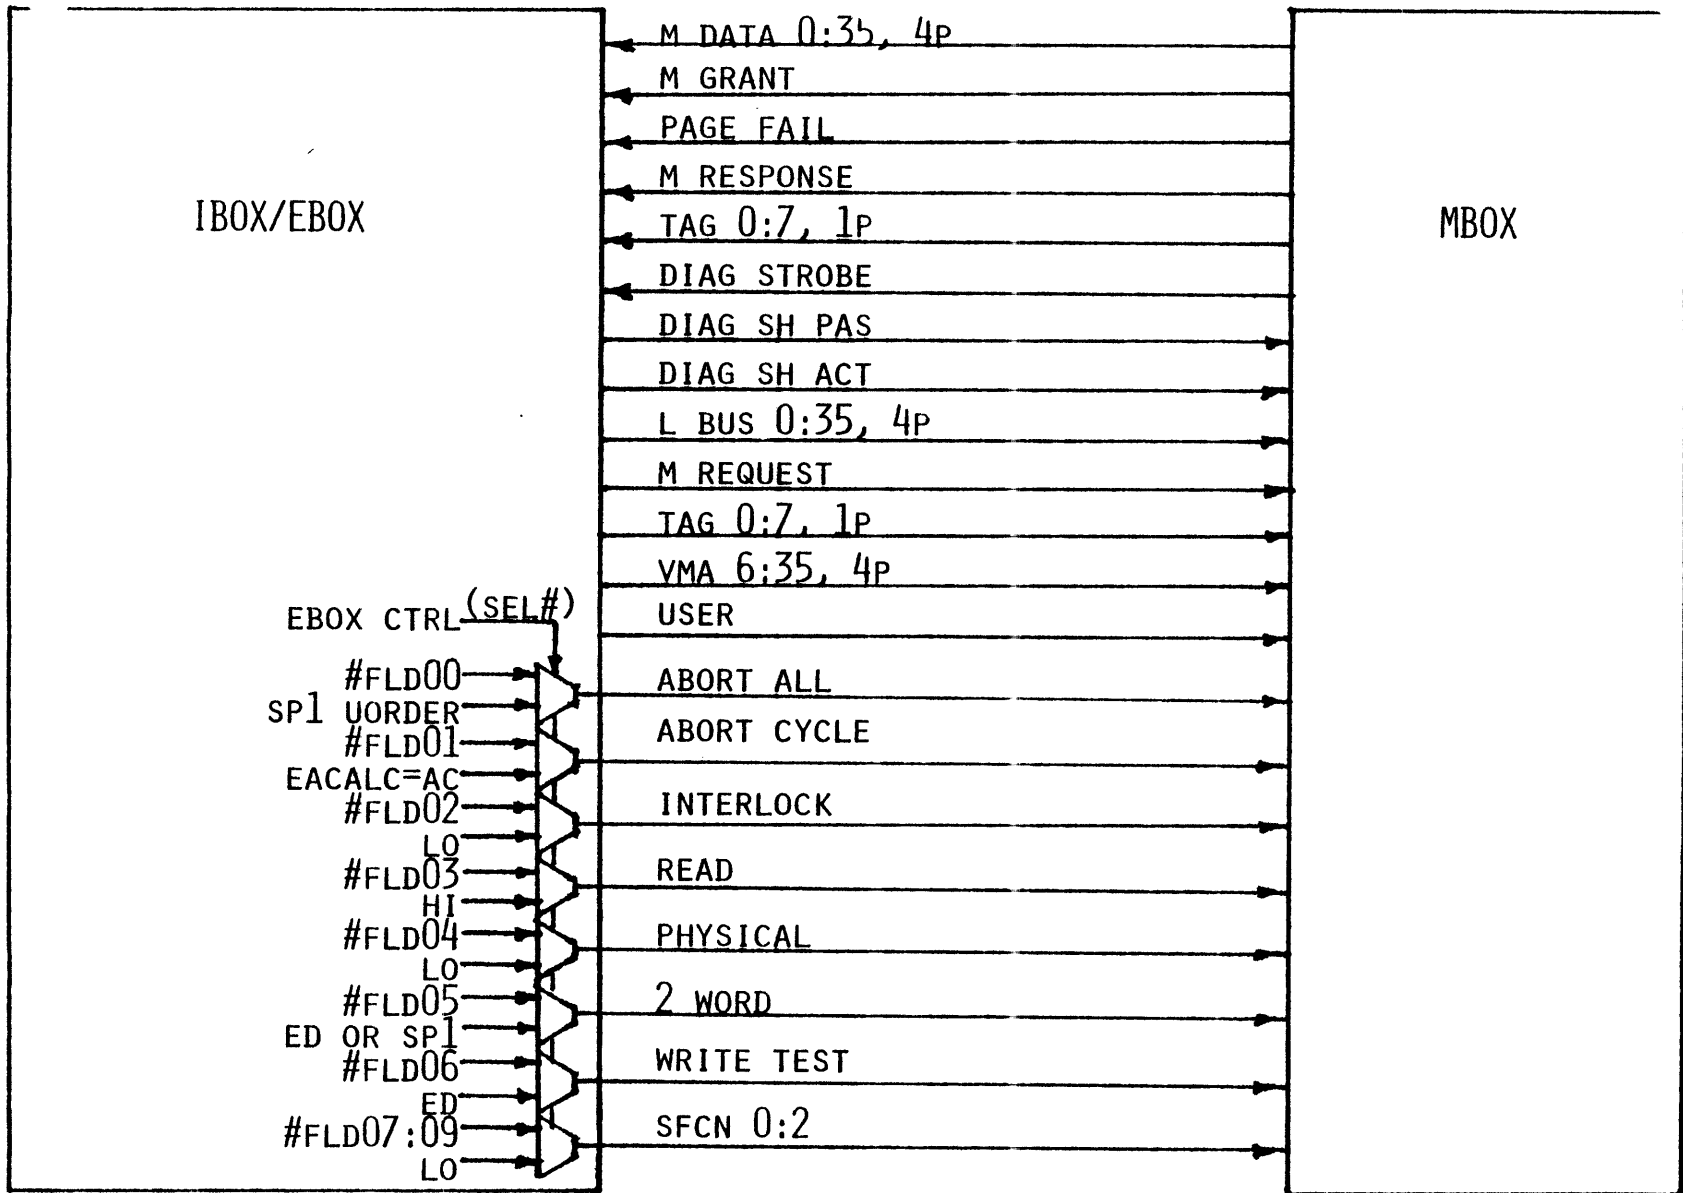 M DATA 0:35, 4P
M GRANT
PAGE FAIL
M RESPONSE
IBOX/EBOX
TAG 0:7, 1P
MBOX
DIAG STROBE
DIAG SH PAS
DIAG SH ACT
L BUS 0:35, 4P
M REQUEST
TAG 0:7, 1P
VMA 6:35, 4P
EBOX CTRL (SEL#)
USER
#FLD00
ABORT ALL
SP1 UORDER
#FLD01
ABORT CYCLE
EACALC=AC
#FLD02
INTERLOCK
LO
#FLD03
READ
HI
#FLD04
PHYSICAL
LO
#FLD05
2 WORD
ED OR SP1
#FLD06
WRITE TEST
ED
#FLD07:09
SFCN 0:2
LO